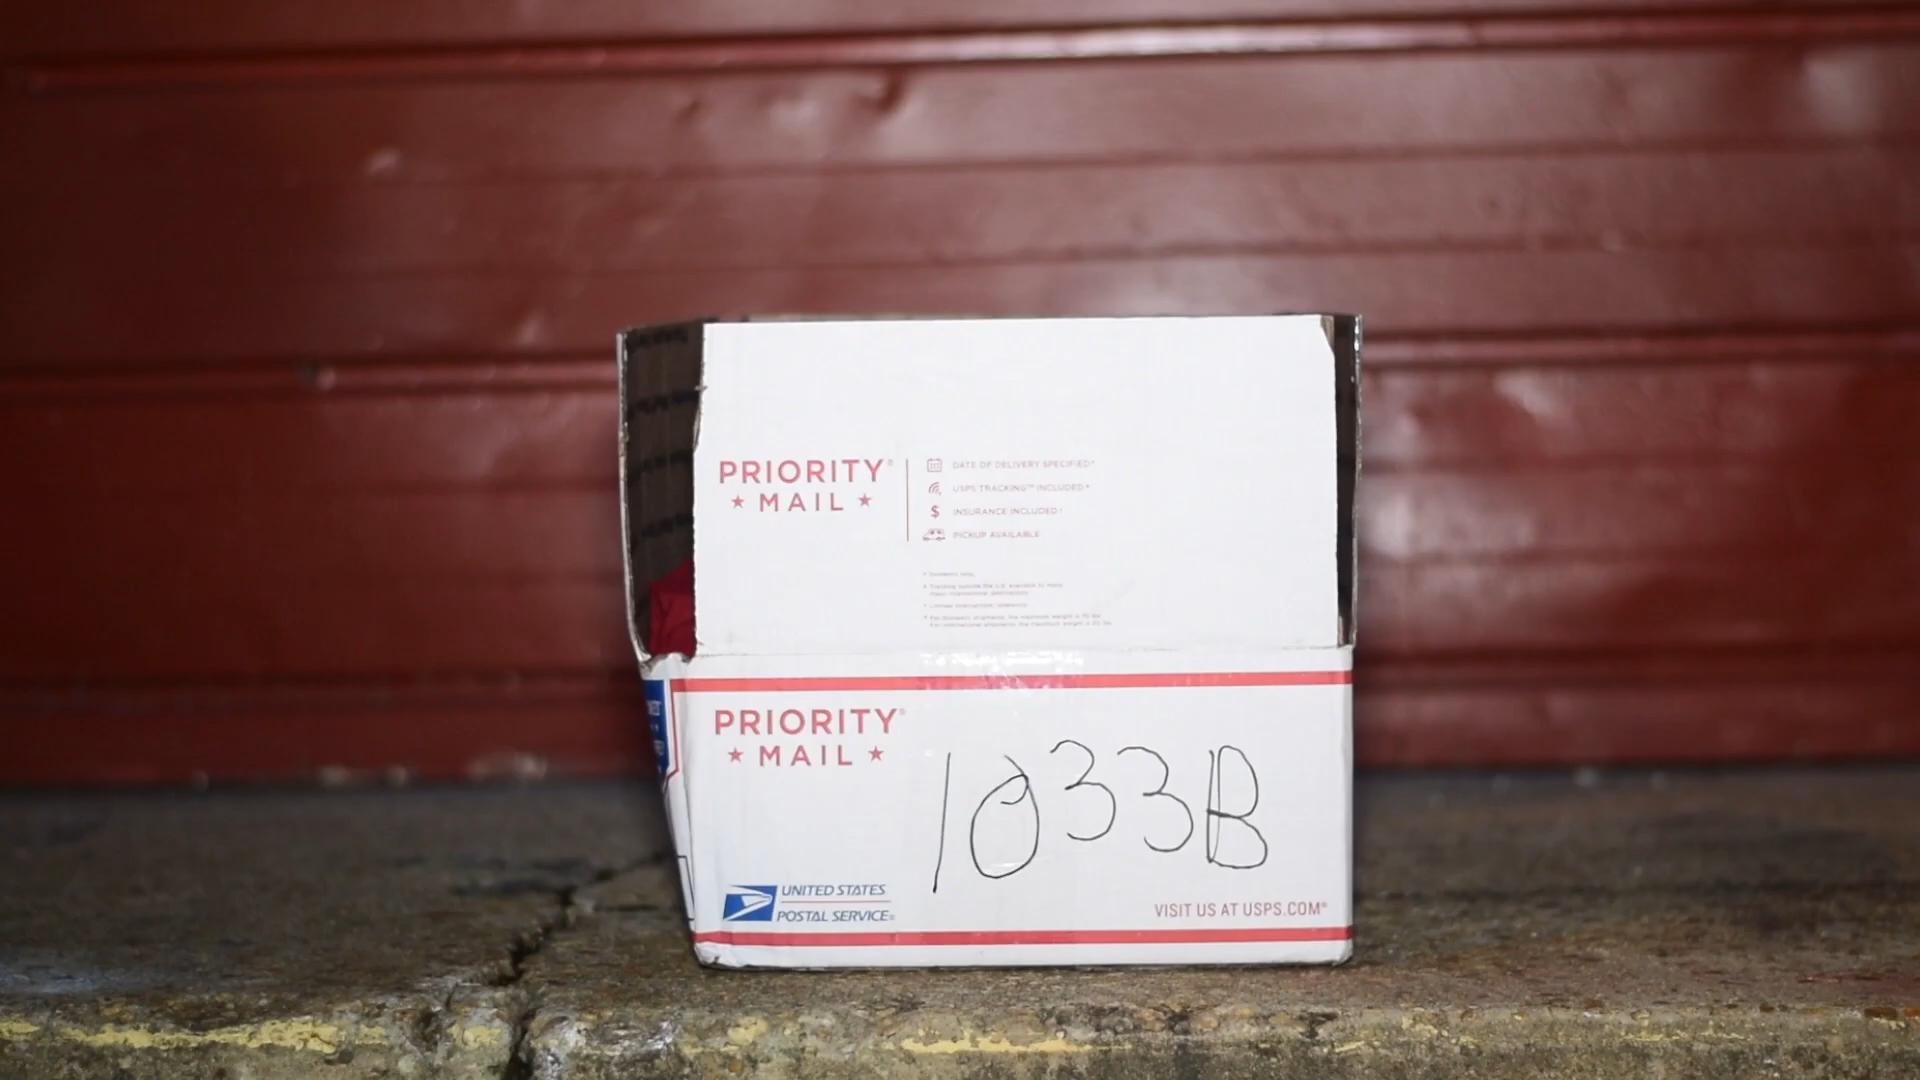 PRIORITY®
★ MAIL ★
DATE OF DELIVERY SPECIFIED*
USPS TRACKING™ INCLUDED*
$ INSURANCE INCLUDED
PICKUP AVAILABLE
PRIORITY®
★ MAIL ★
1033B
UNITED STATES
POSTAL SERVICE®
VISIT US AT USPS.COM®